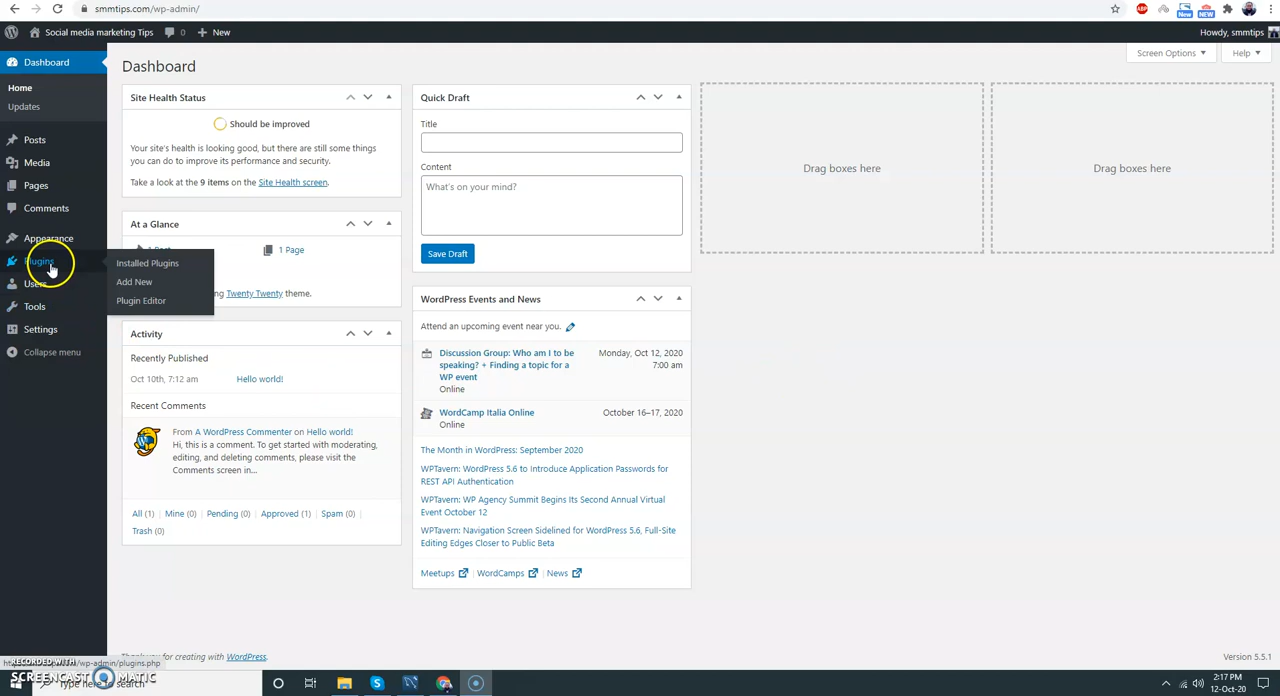 smmtips.com/wp-admin/
New
NEW
Social media marketing Tips
0
New
Howdy, smmtips
Dashboard
Home
Updates
Posts
Media
Pages
Comments
Appearance
Plugins
Users
Tools
Settings
Collapse menu
Installed Plugins
Add New
Plugin Editor
Dashboard
Screen Options
Help
Site Health Status
Should be improved
Your site's health is looking good, but there are still some things
you can do to improve its performance and security.
Take a look at the 9 items on the Site Health screen.
At a Glance
1 Page
Twenty Twenty theme.
Activity
Recently Published
Oct 10th, 7:12 am Hello world!
Recent Comments
From A WordPress Commenter on Hello world!
Hi, this is a comment. To get started with moderating,
editing, and deleting comments, please visit the
Comments screen in…
All (1) | Mine (0) | Pending (0) | Approved (1) | Spam (0) |
Trash (0)
Quick Draft
Title
Content
What's on your mind?
Save Draft
WordPress Events and News
Attend an upcoming event near you.
Discussion Group: Who am I to be
speaking? + Finding a topic for a
WP event
Online
Monday, Oct 12, 2020
7:00 am
WordCamp Italia Online
Online
October 16–17, 2020
The Month in WordPress: September 2020
WPTavern: WordPress 5.6 to Introduce Application Passwords for
REST API Authentication
WPTavern: WP Agency Summit Begins Its Second Annual Virtual
Event October 12
WPTavern: Navigation Screen Sidelined for WordPress 5.6, Full-Site
Editing Edges Closer to Public Beta
Meetups | WordCamps | News
Drag boxes here
Drag boxes here
you for creating with WordPress.
Version 5.5.1
/wp-admin/plugins.php
RECORDED WITH
SCREENCAST MATIC
Type here to search
2:17 PM
12-Oct-20